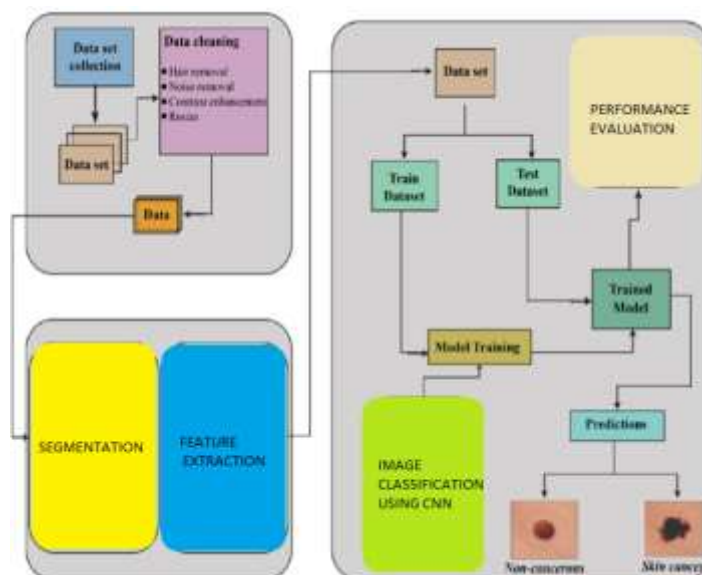 Data set
collection
Data set
Data cleaning
Hair removal
Noise removal
Contrast enhancement
Resize
Data
SEGMENTATION
FEATURE
EXTRACTION
Data set
Train
Dataset
Test
Dataset
PERFORMANCE
EVALUATION
Trained
Model
Model Training
IMAGE
CLASSIFICATION
USING CNN
Predictions
Non-cancerous
Skin cancer